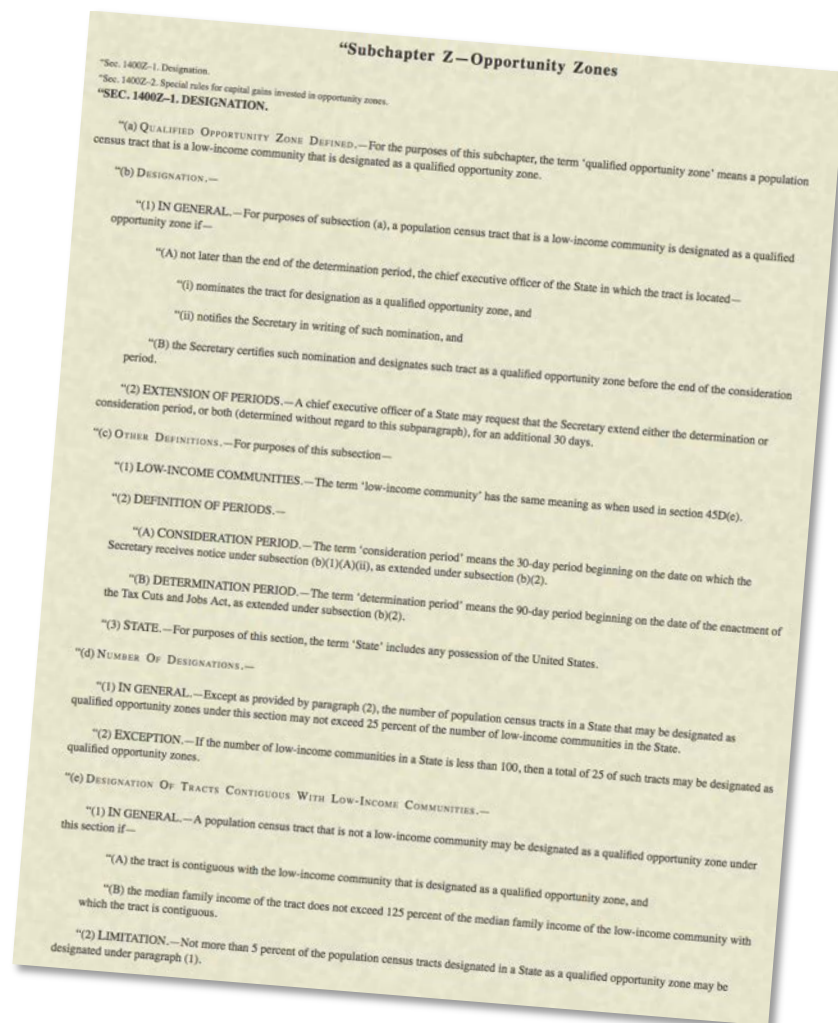 “Subchapter Z—Opportunity Zones
“Sec. 1400Z–1. Designation.
“Sec. 1400Z–2. Special rules for capital gains invested in opportunity zones.
“SEC. 1400Z–1. DESIGNATION.
“(a) QUALIFIED OPPORTUNITY ZONE DEFINED.—For the purposes of this subchapter, the term ‘qualified opportunity zone’ means a population
census tract that is a low-income community that is designated as a qualified opportunity zone.
“(b) DESIGNATION.—
“(1) IN GENERAL.—For purposes of subsection (a), a population census tract that is a low-income community is designated as a qualified
opportunity zone if—
“(A) not later than the end of the determination period, the chief executive officer of the State in which the tract is located—
“(i) nominates the tract for designation as a qualified opportunity zone, and
“(ii) notifies the Secretary in writing of such nomination, and
“(B) the Secretary certifies such nomination and designates such tract as a qualified opportunity zone before the end of the consideration
period.
“(2) EXTENSION OF PERIODS.—A chief executive officer of a State may request that the Secretary extend either the determination or
consideration period, or both (determined without regard to this subparagraph), for an additional 30 days.
“(c) OTHER DEFINITIONS.—For purposes of this subsection—
“(1) LOW-INCOME COMMUNITIES.—The term ‘low-income community’ has the same meaning as when used in section 45D(e).
“(2) DEFINITION OF PERIODS.—
“(A) CONSIDERATION PERIOD.—The term ‘consideration period’ means the 30-day period beginning on the date on which the
Secretary receives notice under subsection (b)(1)(A)(ii), as extended under subsection (b)(2).
“(B) DETERMINATION PERIOD.—The term ‘determination period’ means the 90-day period beginning on the date of the enactment of
the Tax Cuts and Jobs Act, as extended under subsection (b)(2).
“(3) STATE.—For purposes of this section, the term ‘State’ includes any possession of the United States.
“(d) NUMBER OF DESIGNATIONS.—
“(1) IN GENERAL.—Except as provided by paragraph (2), the number of population census tracts in a State that may be designated as
qualified opportunity zones under this section may not exceed 25 percent of the number of low-income communities in the State.
“(2) EXCEPTION.—If the number of low-income communities in a State is less than 100, then a total of 25 of such tracts may be designated as
qualified opportunity zones.
“(e) DESIGNATION OF TRACTS CONTIGUOUS WITH LOW-INCOME COMMUNITIES.—
“(1) IN GENERAL.—A population census tract that is not a low-income community may be designated as a qualified opportunity zone under
this section if—
“(A) the tract is contiguous with the low-income community that is designated as a qualified opportunity zone, and
“(B) the median family income of the tract does not exceed 125 percent of the median family income of the low-income community with
which the tract is contiguous.
“(2) LIMITATION.—Not more than 5 percent of the population census tracts designated in a State as a qualified opportunity zone may be
designated under paragraph (1).